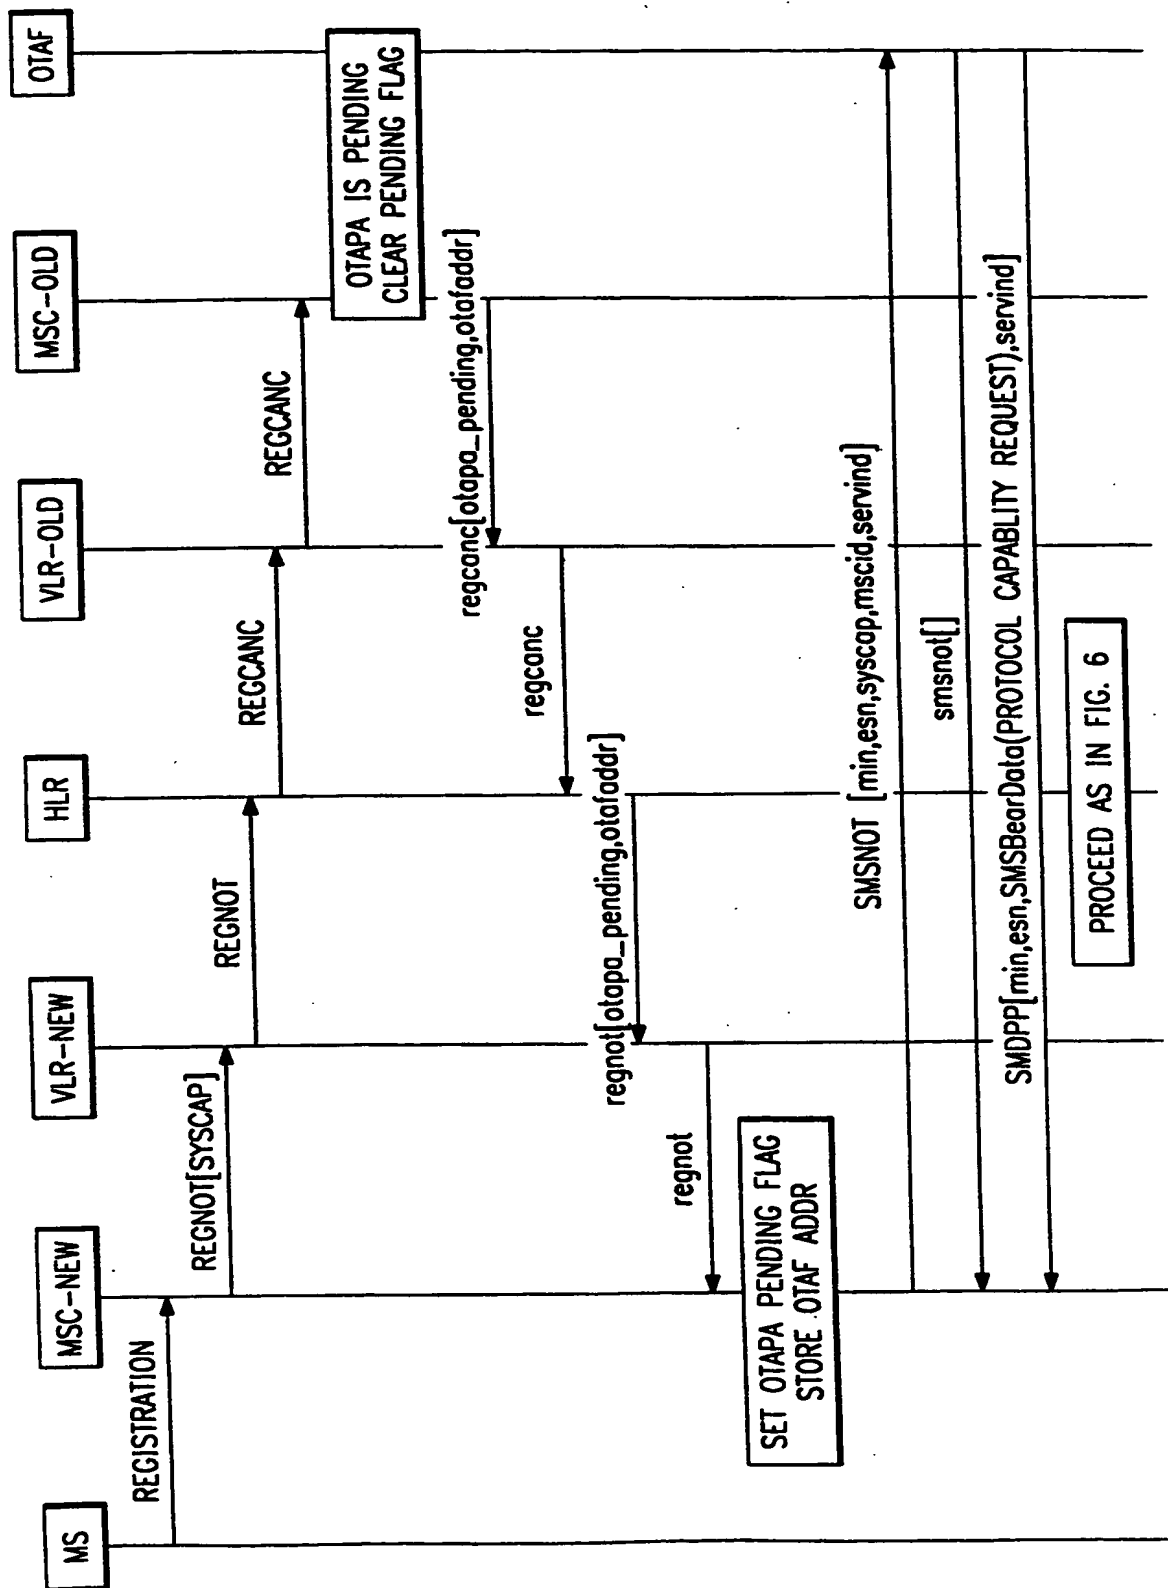 MS
MSC-NEW
VLR-NEW
HLR
VLR-OLD
MSC-OLD
OTAF
REGISTRATION
REGNOT[SYSCAP]
REGNOT
REGCANC
REGCANC
OTAPA IS PENDING
CLEAR PENDING FLAG
regcanc[otapa_pending,otafaddr]
regcanc
regnot[otapa_pending,otafaddr]
regnot
SET OTAPA PENDING FLAG
STORE OTAF ADDR
SMSNOT [min,esn,syscap,mscid,servind]
smsnot[]
SMDPP[min,esn,SMSBearData(PROTOCOL CAPABLITY REQUEST),servind]
PROCEED AS IN FIG. 6